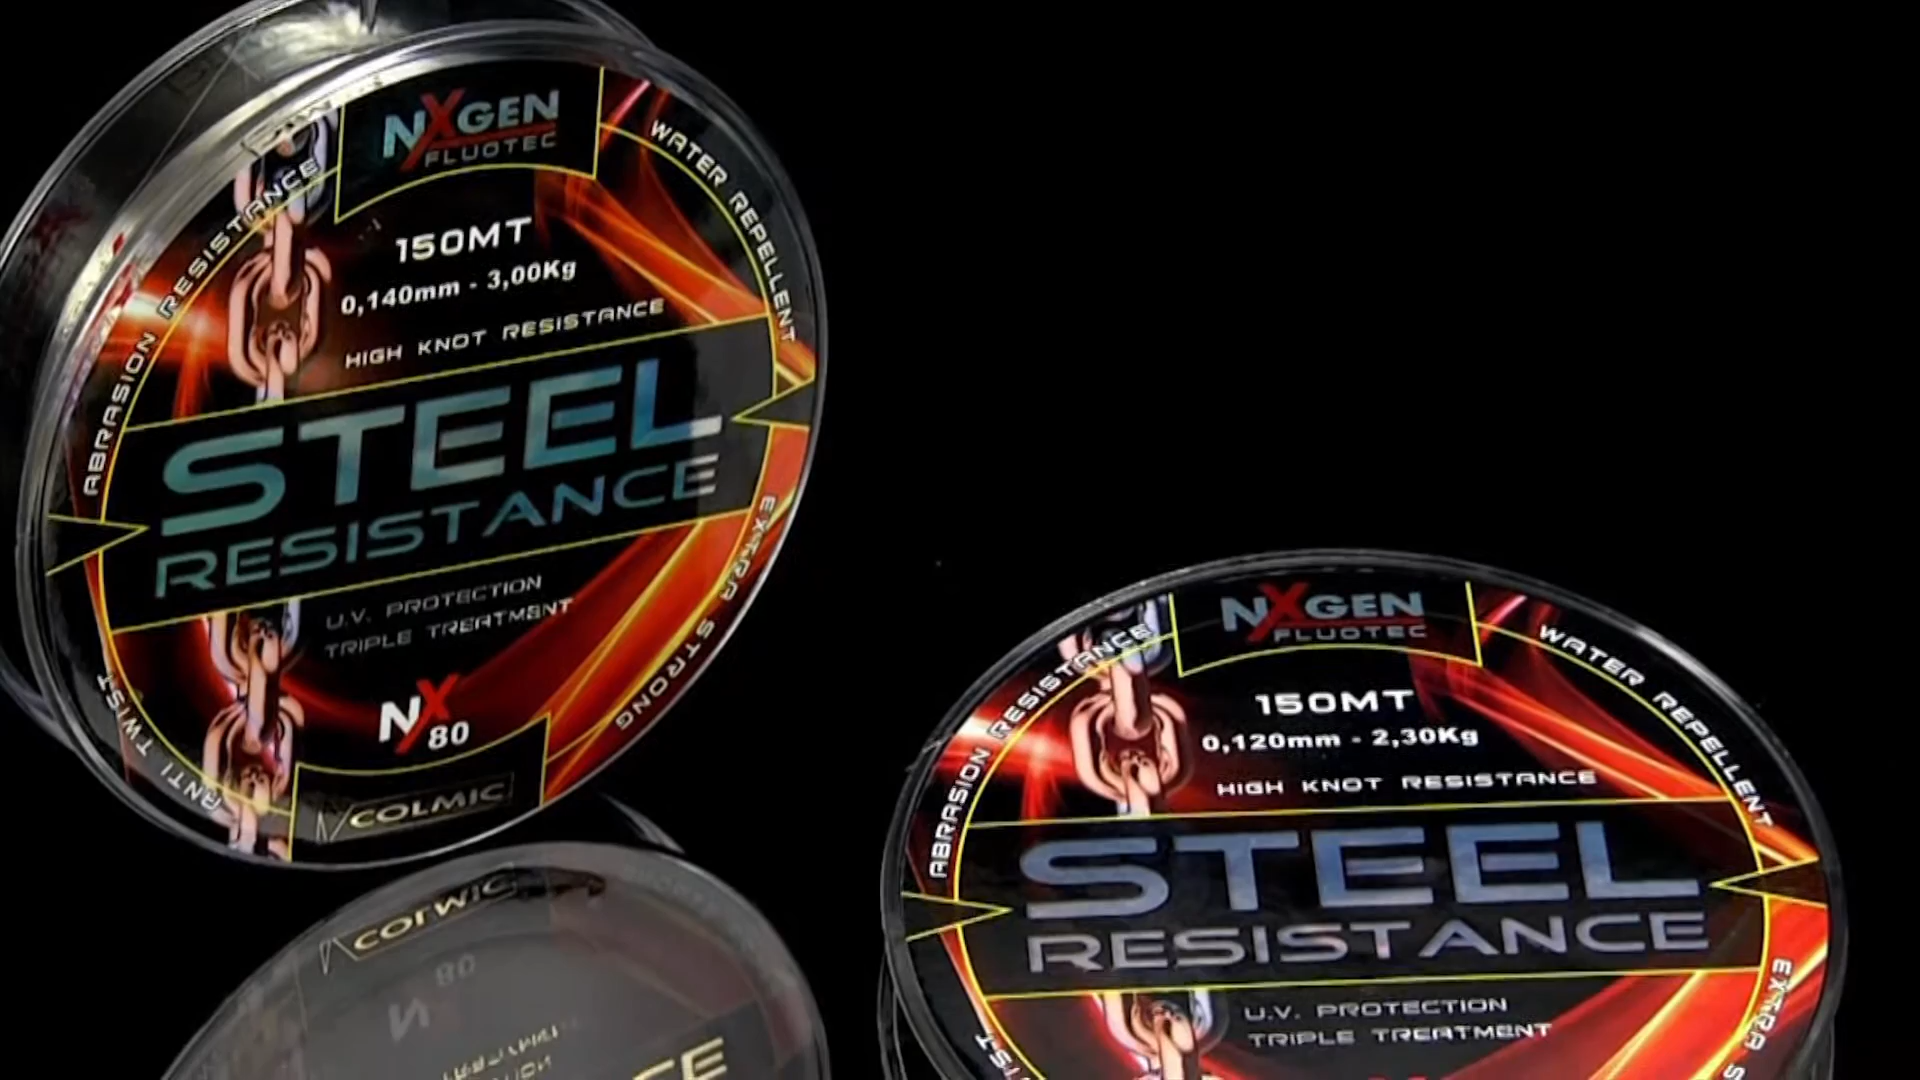 NXGEN
FLUOTEC
ABRASION RESISTANCE
WATER REPELLENT
150MT
0,140mm - 3,00Kg
HIGH KNOT RESISTANCE
STEEL
RESISTANCE
U.V. PROTECTION
TRIPLE TREATMENT
NX80
ANTI TWIST
EXTRA STRONG
COLMIC
NXGEN
FLUOTEC
ABRASION RESISTANCE
WATER REPELLENT
150MT
0,120mm - 2,30Kg
HIGH KNOT RESISTANCE
STEEL
RESISTANCE
U.V. PROTECTION
TRIPLE TREATMENT
EXTRA